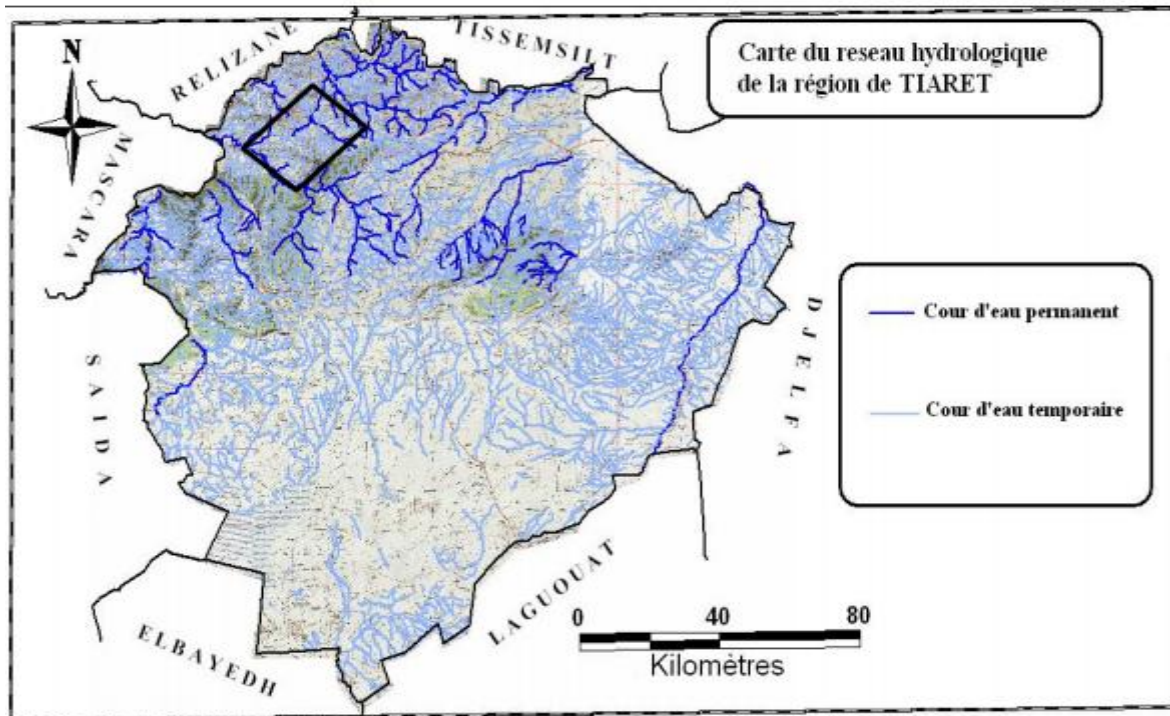 N
RELIZANE
TISSEMSILT
Carte du reseau hydrologique
de la région de TIARET
MASCARA
DJELFA
Cour d'eau permanent
SAIDA
Cour d'eau temporaire
LAGUOUAT
0 40 80
Kilomètres
ELBAYEDH